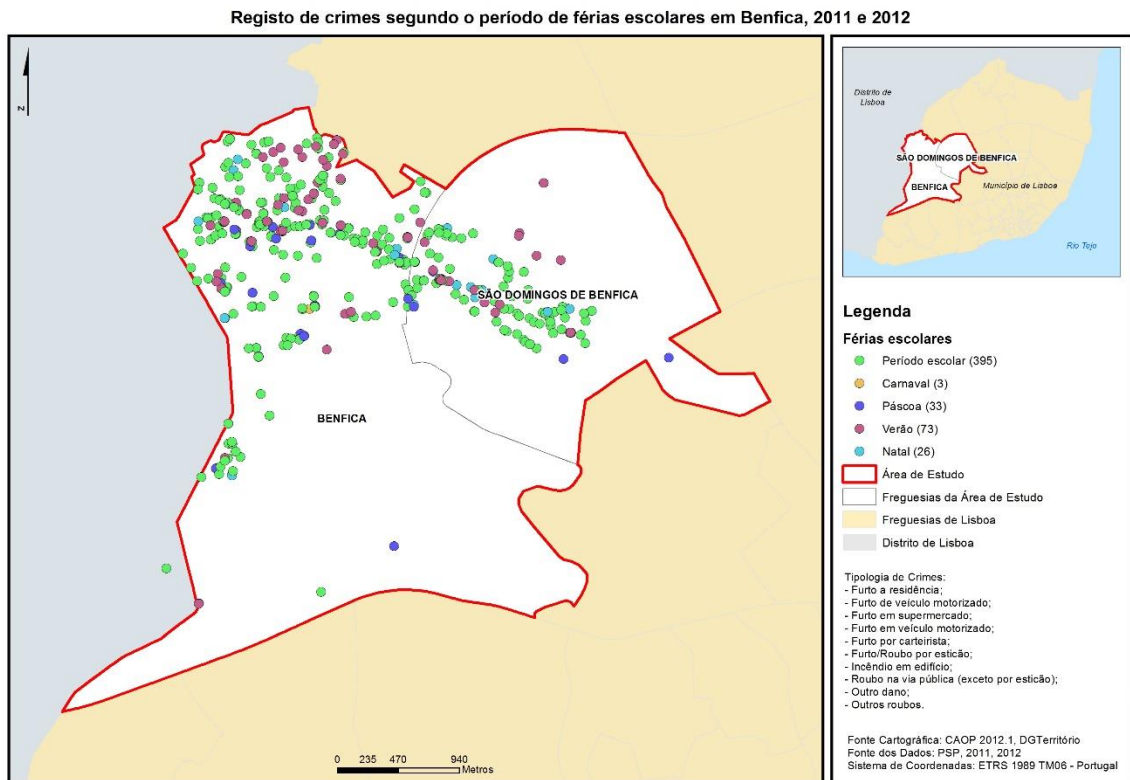 Registo de crimes segundo o período de férias escolares em Benfica, 2011 e 2012
N
SÃO DOMINGOS DE BENFICA
BENFICA
0 235 470 940
Metros
Distrito de
Lisboa
SÃO DOMINGOS DE BENFICA
BENFICA
Município de Lisboa
Rio Tejo
Legenda
Férias escolares
Período escolar (395)
Carnaval (3)
Páscoa (33)
Verão (73)
Natal (26)
Área de Estudo
Freguesias da Área de Estudo
Freguesias de Lisboa
Distrito de Lisboa
Tipologia de Crimes:
- Furto a residência;
- Furto de veiculo motorizado;
- Furto em supermercado;
- Furto em veículo motorizado;
- Furto por carteirista;
- Furto/Roubo por esticão;
- Incêndio em edifício;
- Roubo na via pública (exceto por esticão);
- Outro dano;
- Outros roubos.
Fonte Cartográfica: CAOP 2012.1, DGTerritório
Fonte dos Dados: PSP, 2011, 2012
Sistema de Coordenadas: ETRS 1989 TM06 - Portugal